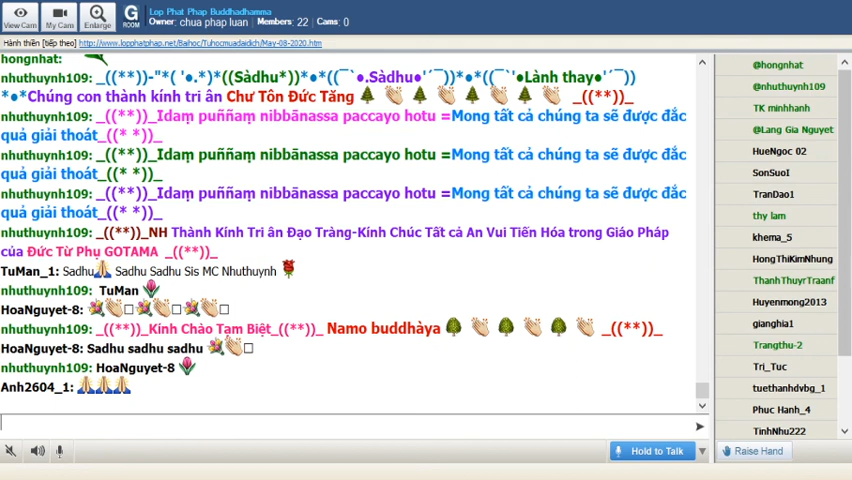 View Cam
My Cams
Enlarge
G
ROOM
Lop Phat Phap Buddhadhamma
Owner: chua phap luan Members: 22 Cams: 0
Hành thiền [tiếp theo] http://www.lopphatphap.net/Baihoc/Tuhocmuadaidich/May-08-2020.htm
hongnhat:
nhuthuynh109: _((**))-"*( '●.*)*((Sàdhu*))*●*((¯`●.Sàdhu●'´¯))*●*((¯`'●Lành thay●'´¯))
*●*Chúng con thành kính tri ân Chư Tôn Đức Tăng 🌲 👏 🌲 👏 🌲 👏 🌲 👏 _((**))_
nhuthuynh109: _((**))_Idaṃ puññaṃ nibbānassa paccayo hotu =Mong tất cả chúng ta sẽ được đắc
quả giải thoát_((* *))_
nhuthuynh109: _((**))_Idaṃ puññaṃ nibbānassa paccayo hotu =Mong tất cả chúng ta sẽ được đắc
quả giải thoát_((* *))_
nhuthuynh109: _((**))_Idaṃ puññaṃ nibbānassa paccayo hotu =Mong tất cả chúng ta sẽ được đắc
quả giải thoát_((* *))_
nhuthuynh109: _((**))_NH Thành Kính Tri ân Đạo Tràng-Kính Chúc Tất cả An Vui Tiến Hóa trong Giáo Pháp
của Đức Từ Phụ GOTAMA _((**))_
TuMan_1: Sadhu🙏 Sadhu Sadhu Sis MC Nhuthuynh 🌹
nhuthuynh109: TuMan 🌷
HoaNguyet-8: 💐👏□💐👏□💐👏□
nhuthuynh109: _((**))_Kính Chào Tạm Biệt_((**))_ Namo buddhàya 🌳 👏 🌳 👏 🌳 👏 _((**))_
HoaNguyet-8: Sadhu sadhu sadhu 💐👏□
nhuthuynh109: HoaNguyet-8 🌷
Anh2604_1: 🙏🙏🙏
Hold to Talk
@hongnhat
@nhuthuynh109
TK minhhanh
@Lang Gia Nguyet
HueNgoc 02
SonSuoI
TranDao1
thy lam
khema_5
HongThiKimNhung
ThanhThuyrTraanf
Huyenmong2013
gianghia1
Trangthu-2
Tri_Tuc
tuethanhdvbg_1
Phuc Hanh_4
TinhNhu222
Raise Hand